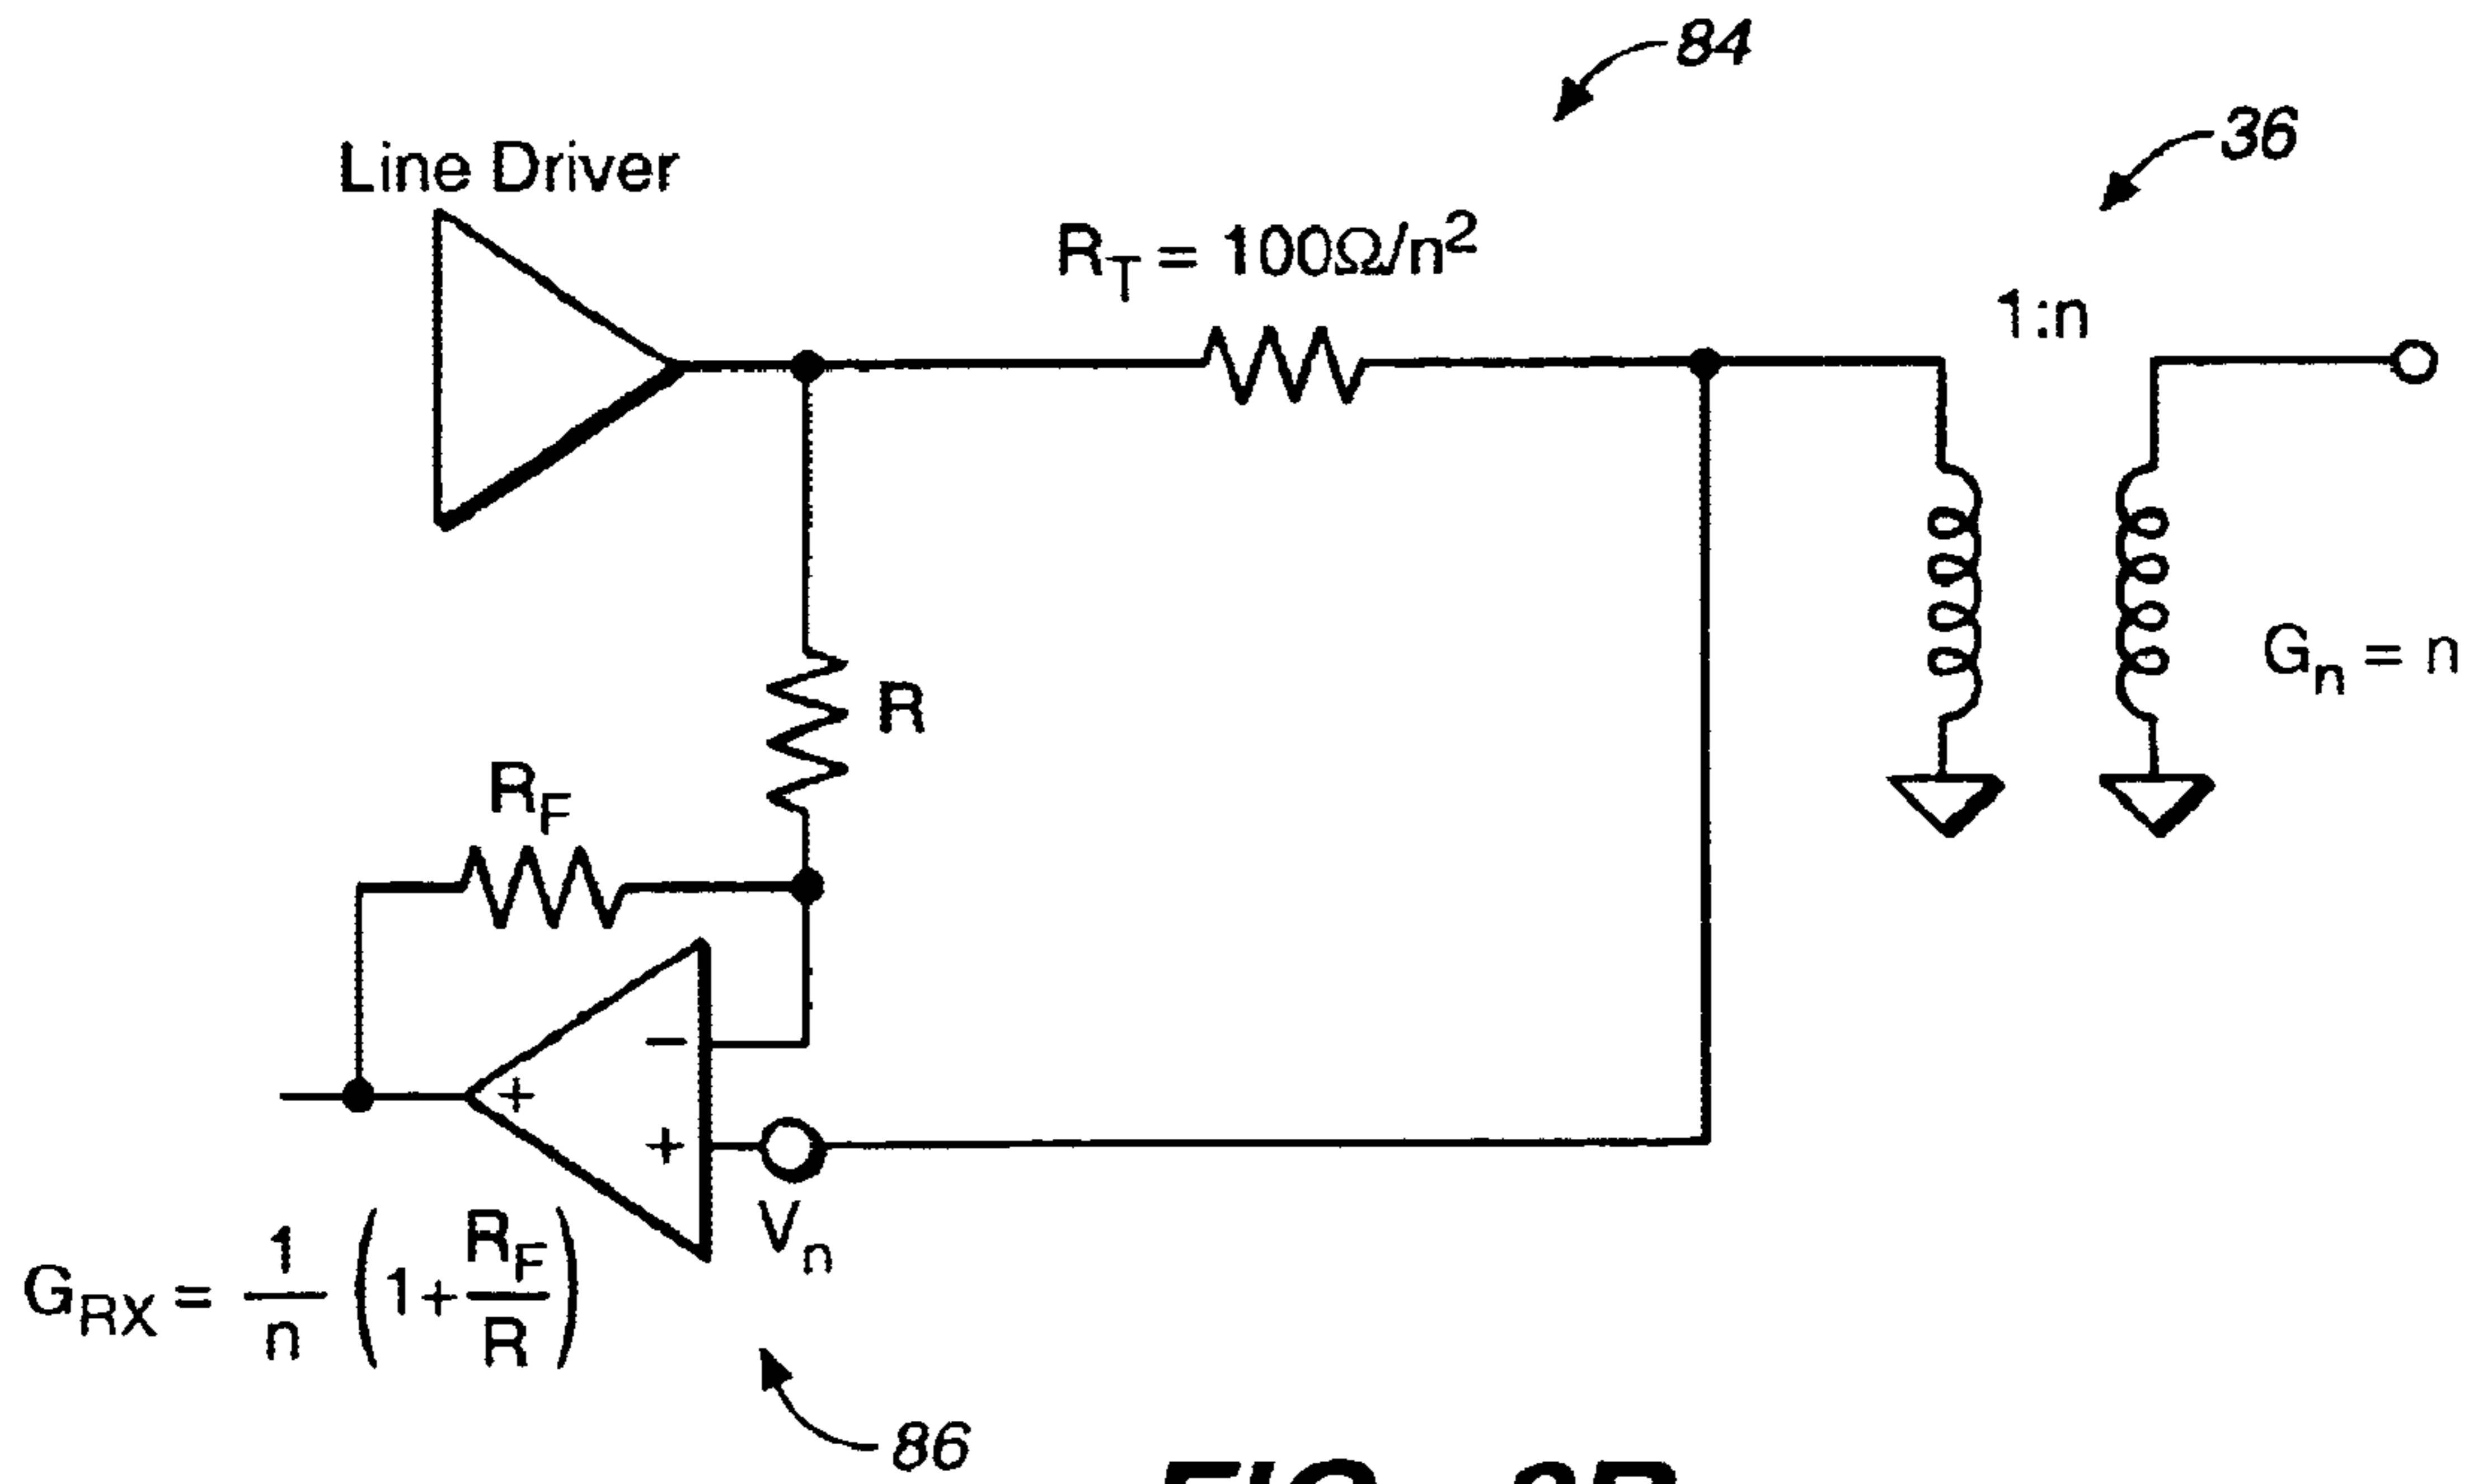 84
36
Line Driver
R_T = 100Ω/n²
1:n
G_n = n
R
R_F
−
+
+
V_n
G_RX = 1/n (1+R_F/R)
86